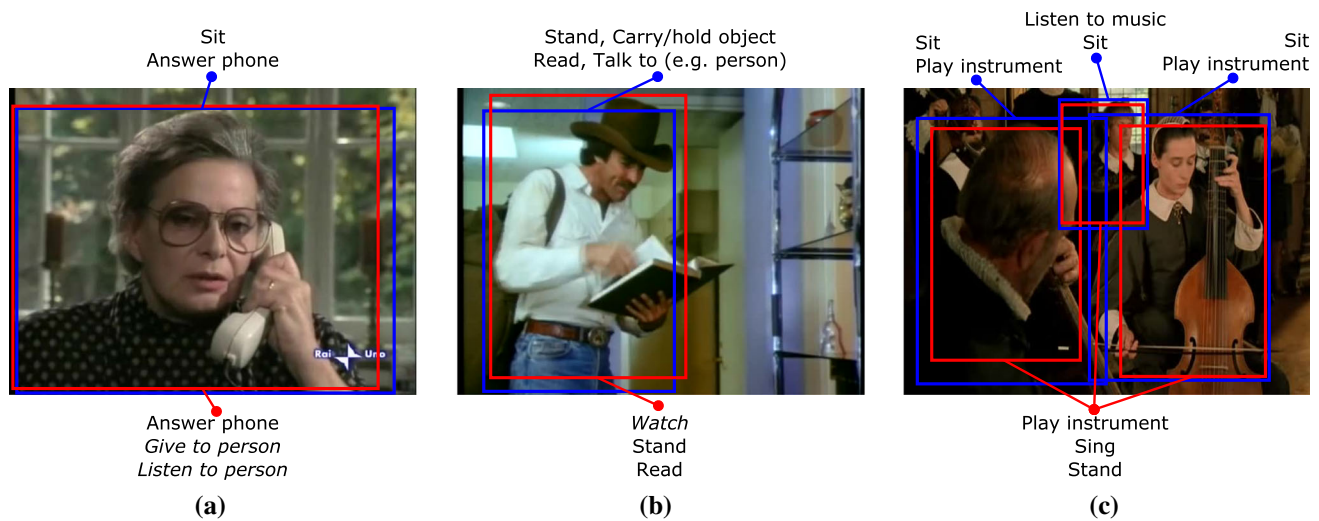 Sit
Answer phone
Rai Uno
Answer phone
Give to person
Listen to person
(a)
Stand, Carry/hold object
Read, Talk to (e.g. person)
Watch
Stand
Read
(b)
Listen to music
Sit
Sit
Play instrument
Sit
Play instrument
Play instrument
Sing
Stand
(c)